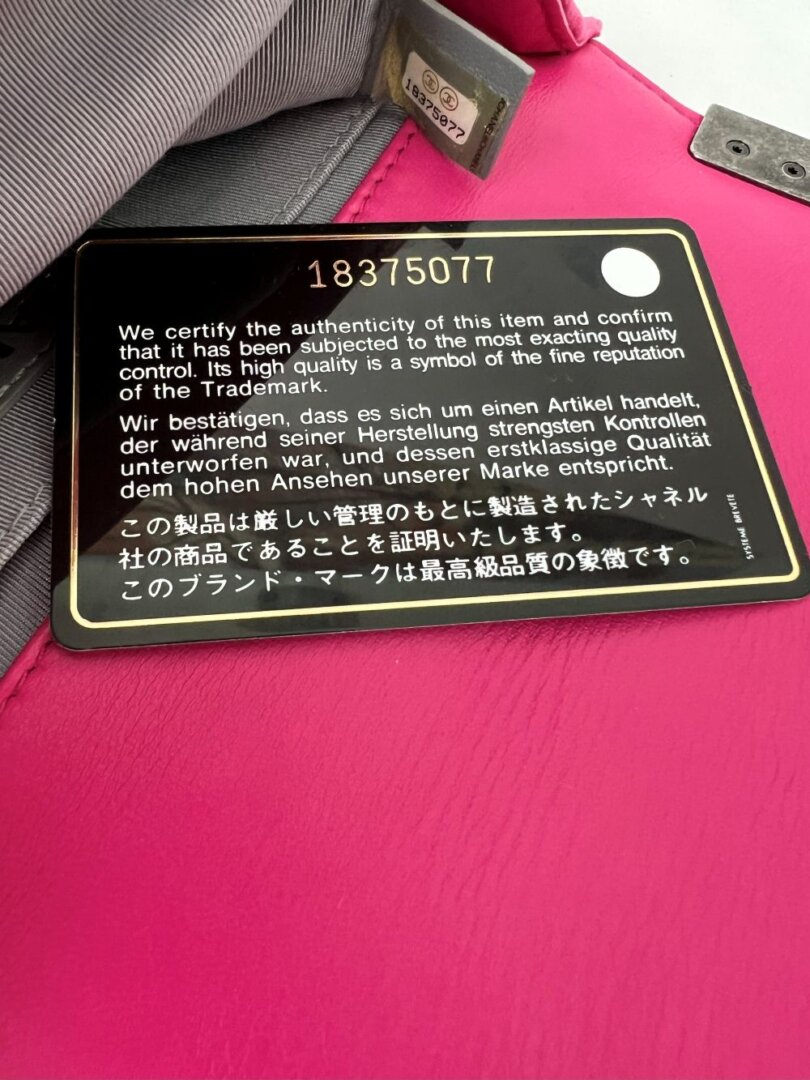 18375077
18375077
We certify the authenticity of this item and confirm
that it has been subjected to the most exacting quality
control. Its high quality is a symbol of the fine reputation
of the Trademark.
Wir bestätigen, dass es sich um einen Artikel handelt,
der während seiner Herstellung strengsten Kontrollen
unterworfen war, und dessen erstklassige Qualität
dem hohen Ansehen unserer Marke entspricht.
この製品は厳しい管理のもとに製造されたシャネル
社の商品であることを証明いたします。
このブランド・マークは最高級品質の象徴です。
SYSTEME BREVETE